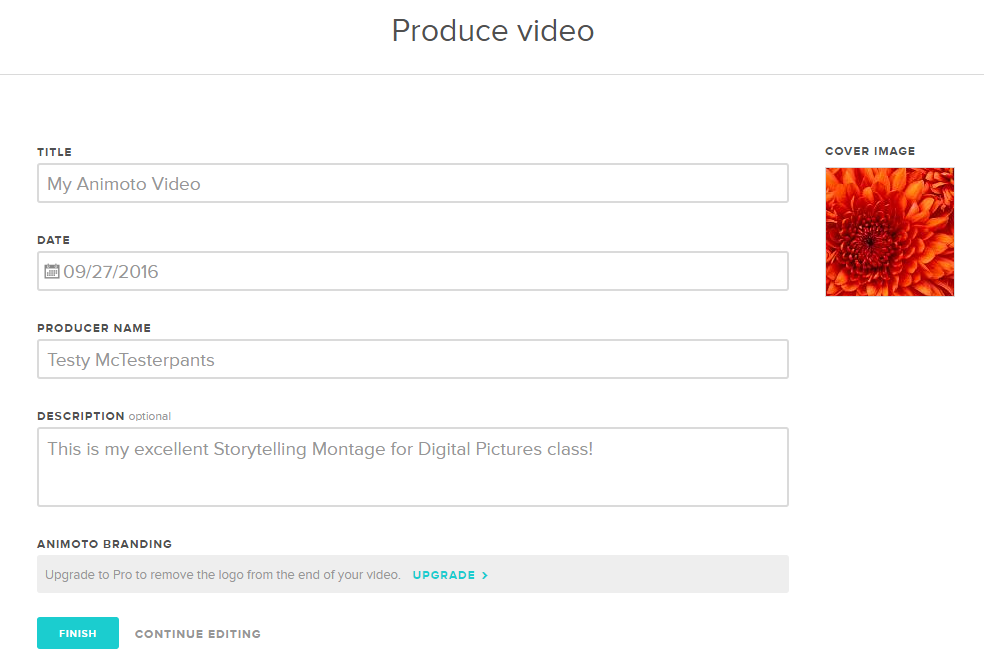 Produce video
TITLE
My Animoto Video
COVER IMAGE
DATE
09/27/2016
PRODUCER NAME
Testy McTesterpants
DESCRIPTION optional
This is my excellent Storytelling Montage for Digital Pictures class!
ANIMOTO BRANDING
Upgrade to Pro to remove the logo from the end of your video. UPGRADE >
FINISH CONTINUE EDITING